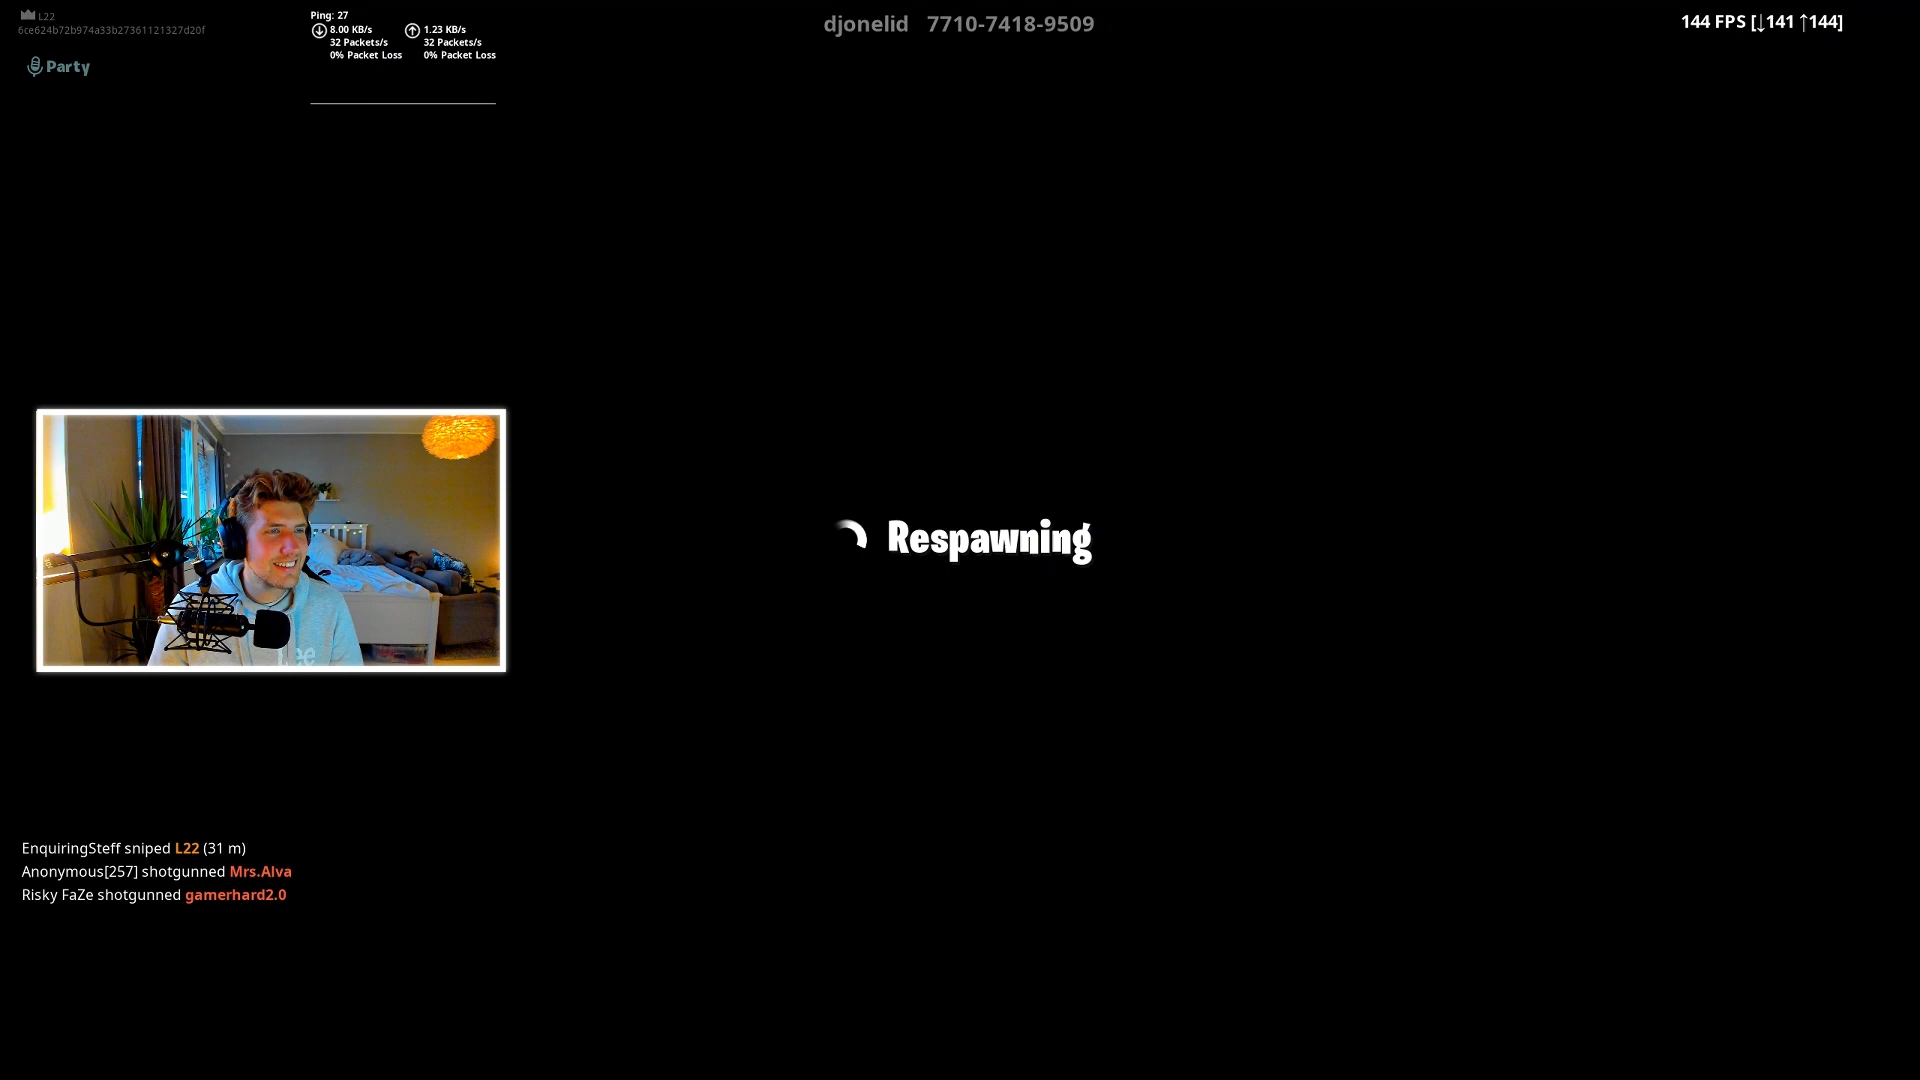 L22
6ce624b72b974a33b27361121327d20f
Party
Ping: 27
8.00 KB/s
32 Packets/s
0% Packet Loss
1.23 KB/s
32 Packets/s
0% Packet Loss
djonelid 7710-7418-9509
144 FPS [↓141 ↑144]
Respawning
Lee
EnquiringSteff sniped L22 (31 m)
Anonymous[257] shotgunned Mrs.Alva
Risky FaZe shotgunned gamerhard2.0